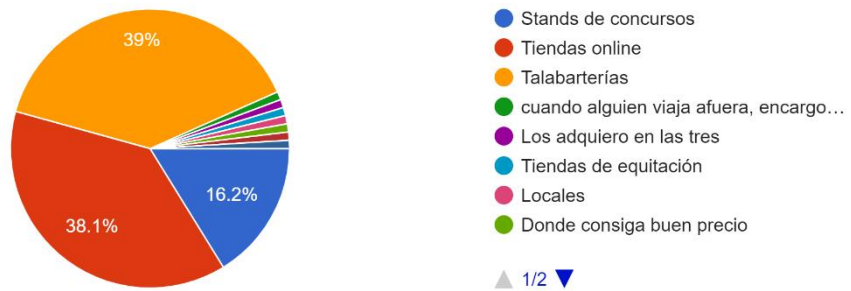 39%
38.1%
16.2%
Stands de concursos
Tiendas online
Talabarterías
cuando alguien viaja afuera, encargo…
Los adquiero en las tres
Tiendas de equitación
Locales
Donde consiga buen precio
1/2